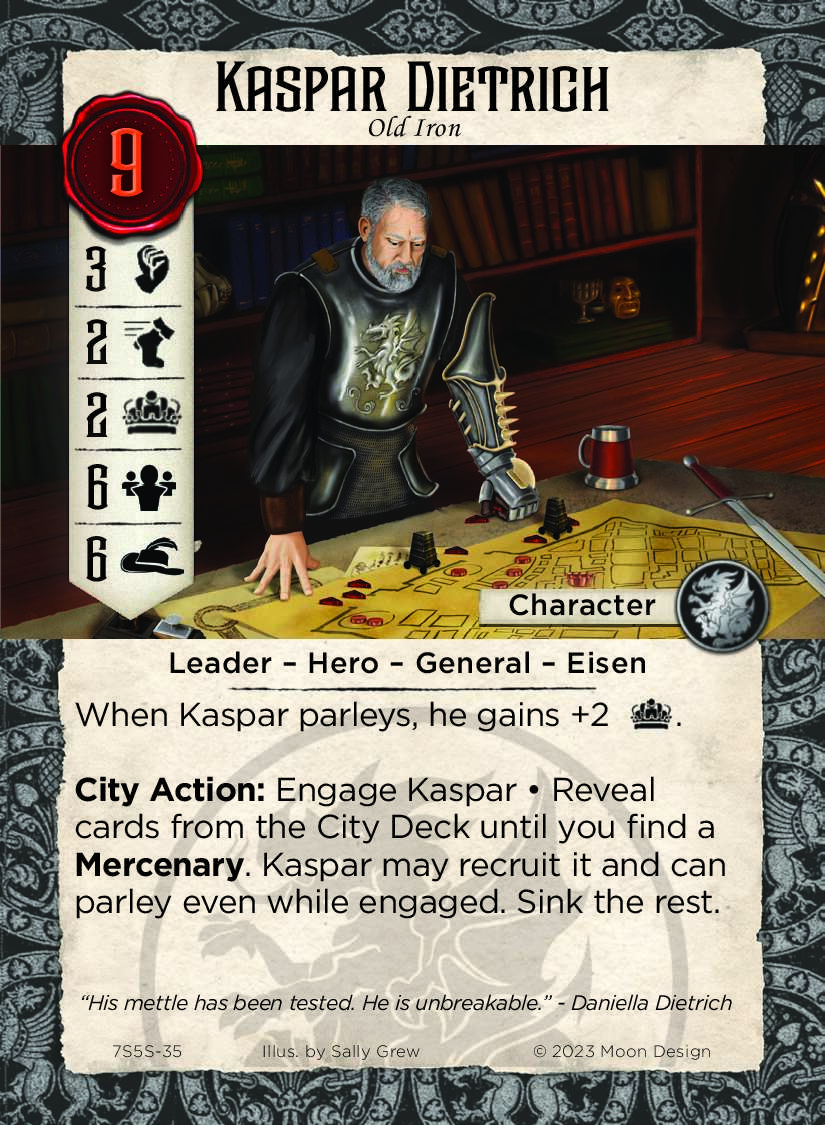 Kaspar Dietrich
Old Iron
9
3
2
2
6
6
Character
Leader – Hero – General – Eisen
When Kaspar parleys, he gains +2 .
City Action: Engage Kaspar • Reveal
cards from the City Deck until you find a
Mercenary. Kaspar may recruit it and can
parley even while engaged. Sink the rest.
“His mettle has been tested. He is unbreakable.” - Daniella Dietrich
7S5S-35 Illus. by Sally Grew © 2023 Moon Design